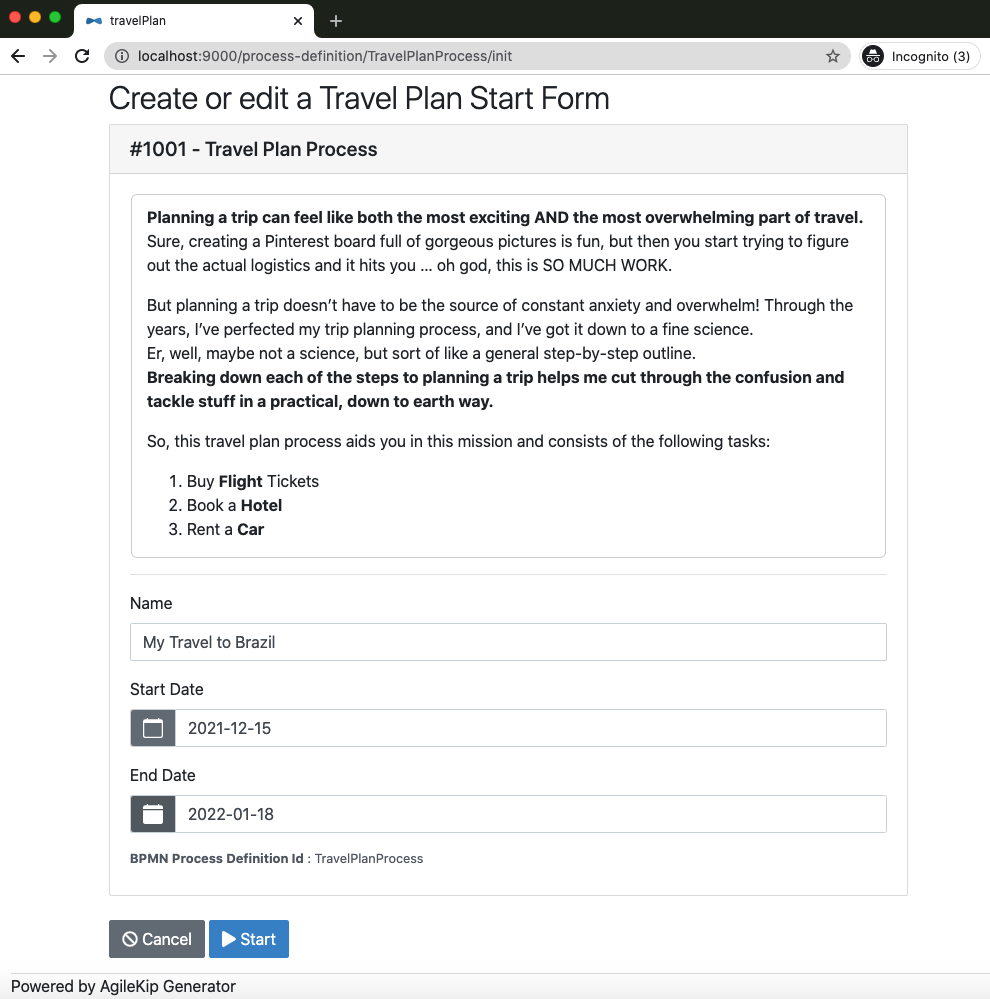 travelPlan
localhost:9000/process-definition/TravelPlanProcess/init
Incognito (3)
Create or edit a Travel Plan Start Form
#1001 - Travel Plan Process
Planning a trip can feel like both the most exciting AND the most overwhelming part of travel.
Sure, creating a Pinterest board full of gorgeous pictures is fun, but then you start trying to figure
out the actual logistics and it hits you ... oh god, this is SO MUCH WORK.
But planning a trip doesn’t have to be the source of constant anxiety and overwhelm! Through the
years, I’ve perfected my trip planning process, and I’ve got it down to a fine science.
Er, well, maybe not a science, but sort of like a general step-by-step outline.
Breaking down each of the steps to planning a trip helps me cut through the confusion and
tackle stuff in a practical, down to earth way.
So, this travel plan process aids you in this mission and consists of the following tasks:
1. Buy Flight Tickets
2. Book a Hotel
3. Rent a Car
Name
My Travel to Brazil
Start Date
2021-12-15
End Date
2022-01-18
BPMN Process Definition Id : TravelPlanProcess
Cancel
Start
Powered by AgileKip Generator